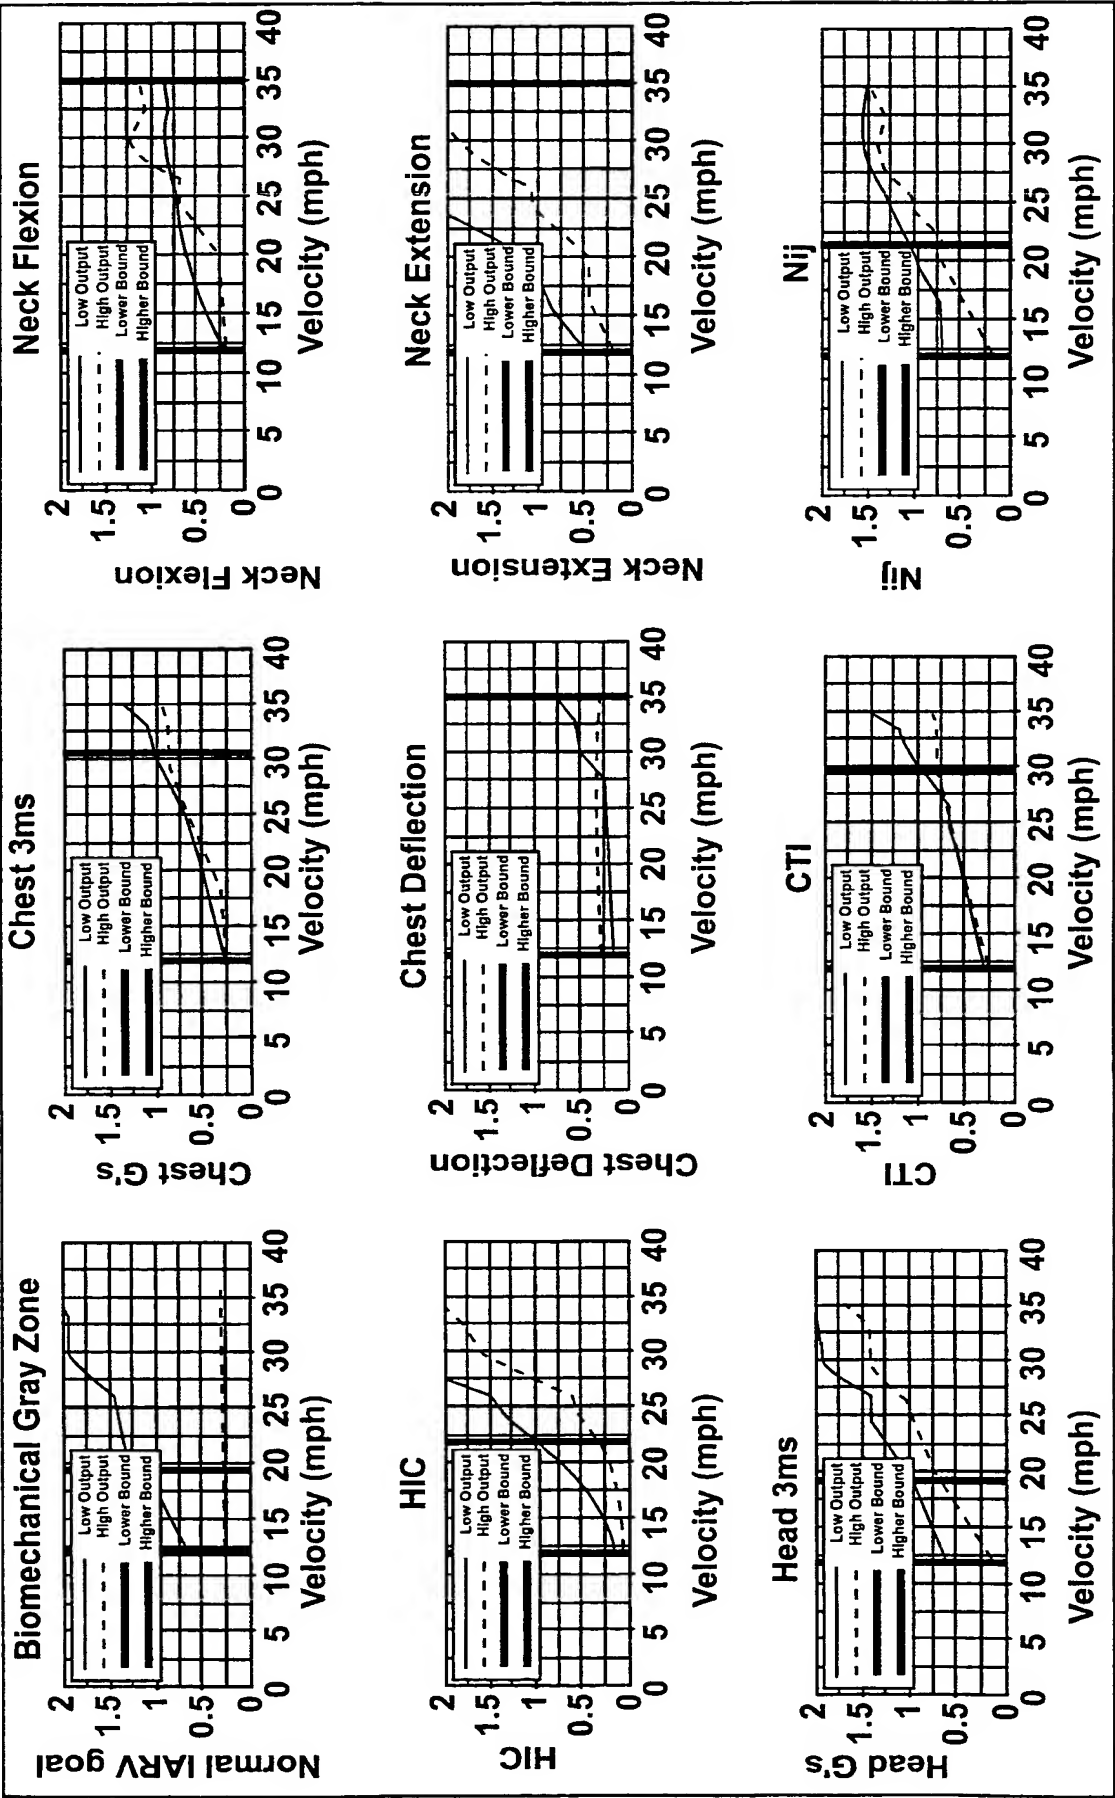 Biomechanical Gray Zone
Normal IARV goal
2
1.5
1
0.5
0
Low Output
High Output
Lower Bound
Higher Bound
0 5 10 15 20 25 30 35 40
Velocity (mph)
Chest 3ms
Chest G's
2
1.5
1
0.5
0
Low Output
High Output
Lower Bound
Higher Bound
0 5 10 15 20 25 30 35 40
Velocity (mph)
Neck Flexion
Neck Flexion
2
1.5
1
0.5
0
Low Output
High Output
Lower Bound
Higher Bound
0 5 10 15 20 25 30 35 40
Velocity (mph)
HIC
HIC
2
1.5
1
0.5
0
Low Output
High Output
Lower Bound
Higher Bound
0 5 10 15 20 25 30 35 40
Velocity (mph)
Chest Deflection
Chest Deflection
2
1.5
1
0.5
0
Low Output
High Output
Lower Bound
Higher Bound
0 5 10 15 20 25 30 35 40
Velocity (mph)
Neck Extension
Neck Extension
2
1.5
1
0.5
0
Low Output
High Output
Lower Bound
Higher Bound
0 5 10 15 20 25 30 35 40
Velocity (mph)
Head 3ms
Head G's
2
1.5
1
0.5
0
Low Output
High Output
Lower Bound
Higher Bound
0 5 10 15 20 25 30 35 40
Velocity (mph)
CTI
CTI
2
1.5
1
0.5
0
Low Output
High Output
Lower Bound
Higher Bound
0 5 10 15 20 25 30 35 40
Velocity (mph)
Nij
Nij
2
1.5
1
0.5
0
Low Output
High Output
Lower Bound
Higher Bound
0 5 10 15 20 25 30 35 40
Velocity (mph)